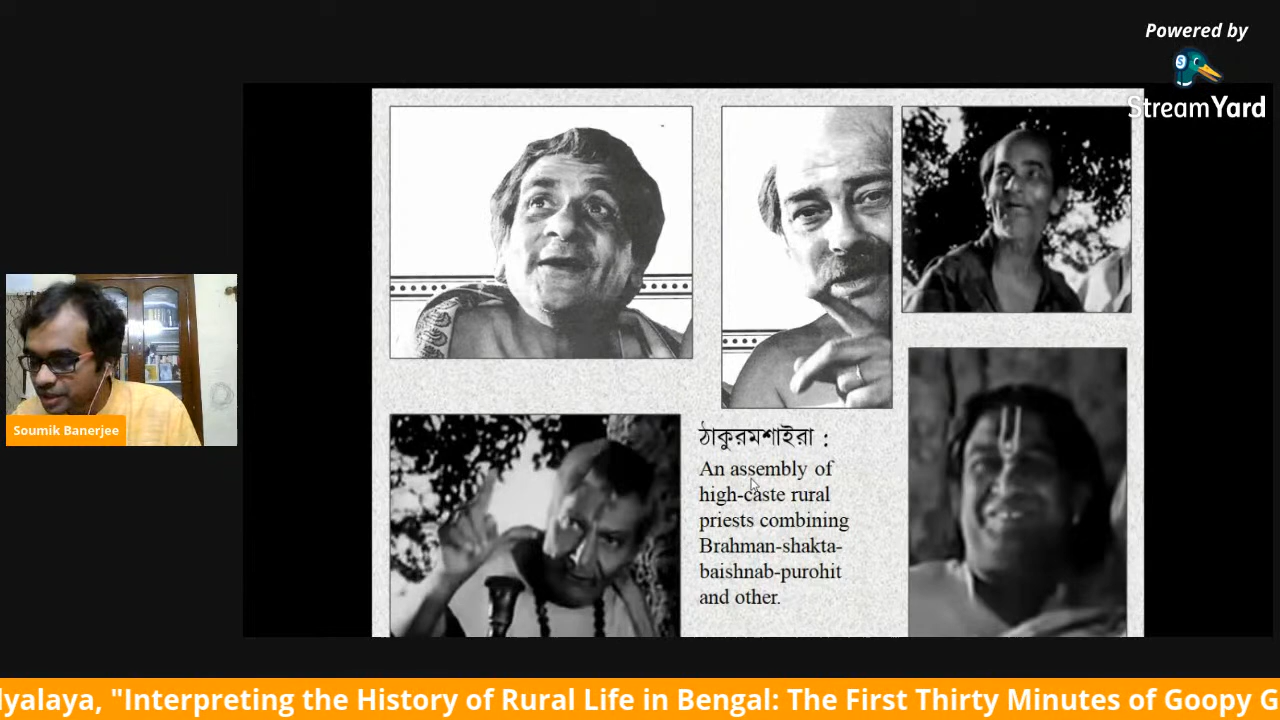 Powered by
StreamYard
Soumik Banerjee
ঠাকুরমশাইরা :
An assembly of
high-caste rural
priests combining
Brahman-shakta-
baishnab-purohit
and other.
lyalaya, "Interpreting the History of Rural Life in Bengal: The First Thirty Minutes of Goopy G